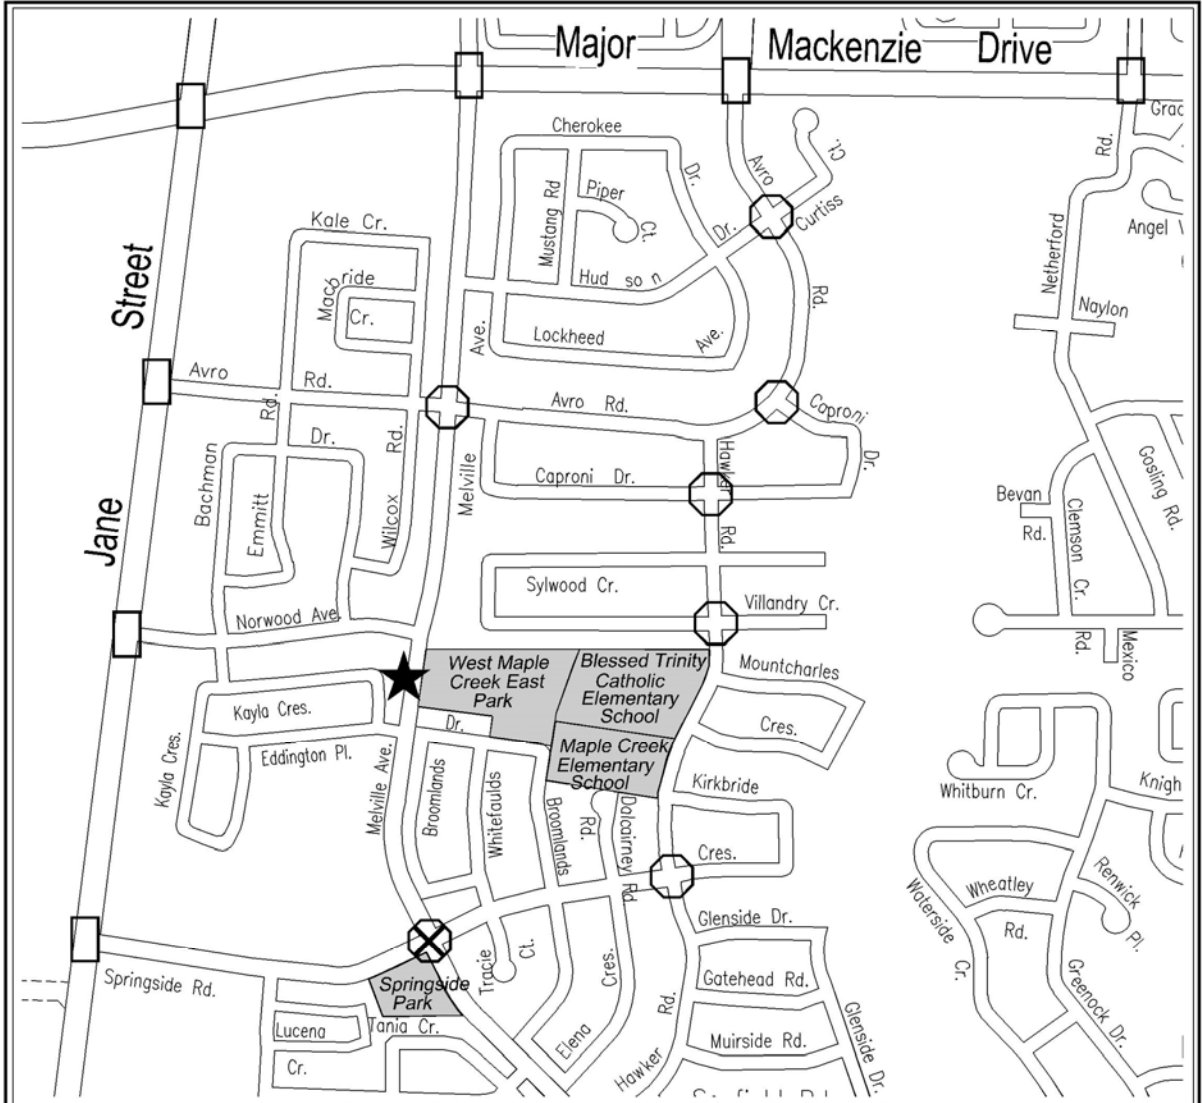 Major Mackenzie Drive
Grac
Cherokee
Dr.
Avro
Ct.
Rd.
Mustang Rd
Piper
Ct.
Dr.
Curtiss
Netherford
Angel
Kale Cr.
Street
Hud so n
Rd.
Naylon
Cr.
Ave.
Lockheed
Ave.
Avro
Rd.
Avro Rd.
Caproni
Rd.
Dr.
Rd.
Hawker
Dr.
Bachman
Melville
Caproni Dr.
Gosling Rd.
Jane
Emmitt
Wilcox
Bevan
Rd.
Rd.
Clemson Cr.
Sylwood Cr.
Villandry Cr.
Norwood Ave.
Rd.
Mexico
West Maple
Creek East
Park
Blessed Trinity
Catholic
Elementary
School
Mountcharles
Kayla Cres.
Dr.
Cres.
Maple Creek
Elementary
School
Eddington Pl.
Kayla Cres.
Melville Ave.
Broomlands
Whitefaulds
Broomlands
Rd.
Kirkbride
Whitburn Cr.
Knigh
Cres.
Rd.
Renwick
Pl.
Wheatley
Rd.
Waterside
Cr.
Glenside Dr.
Tracie
Ct.
Cres.
Springside Rd.
Springside
Park
Gatehead Rd.
Rd.
Greenock Dr.
Lucena
Cr.
Tania Cr.
Elena
Muirside Rd.
Glenside Dr.
Hawker